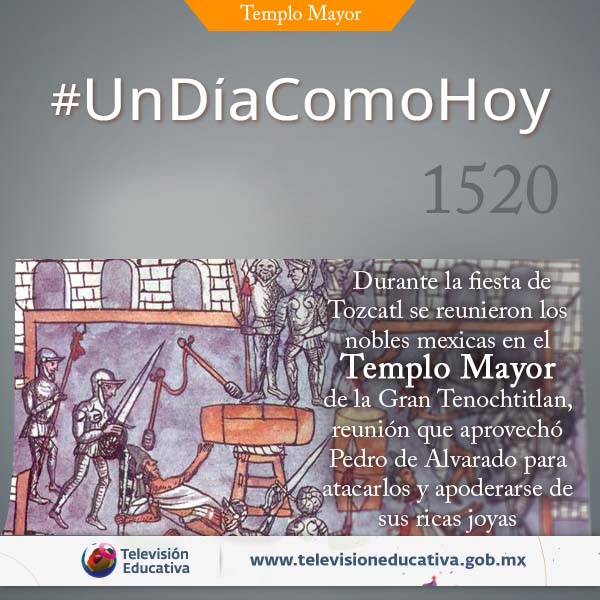 Templo Mayor
#UnDíaComoHoy
1520
Durante la fiesta de
Tozcatl se reunieron los
nobles mexicas en el
Templo Mayor
de la Gran Tenochtitlan,
reunión que aprovechó
Pedro de Alvarado para
atacarlos y apoderarse de
sus ricas joyas
Televisión
Educativa
www.televisioneducativa.gob.mx